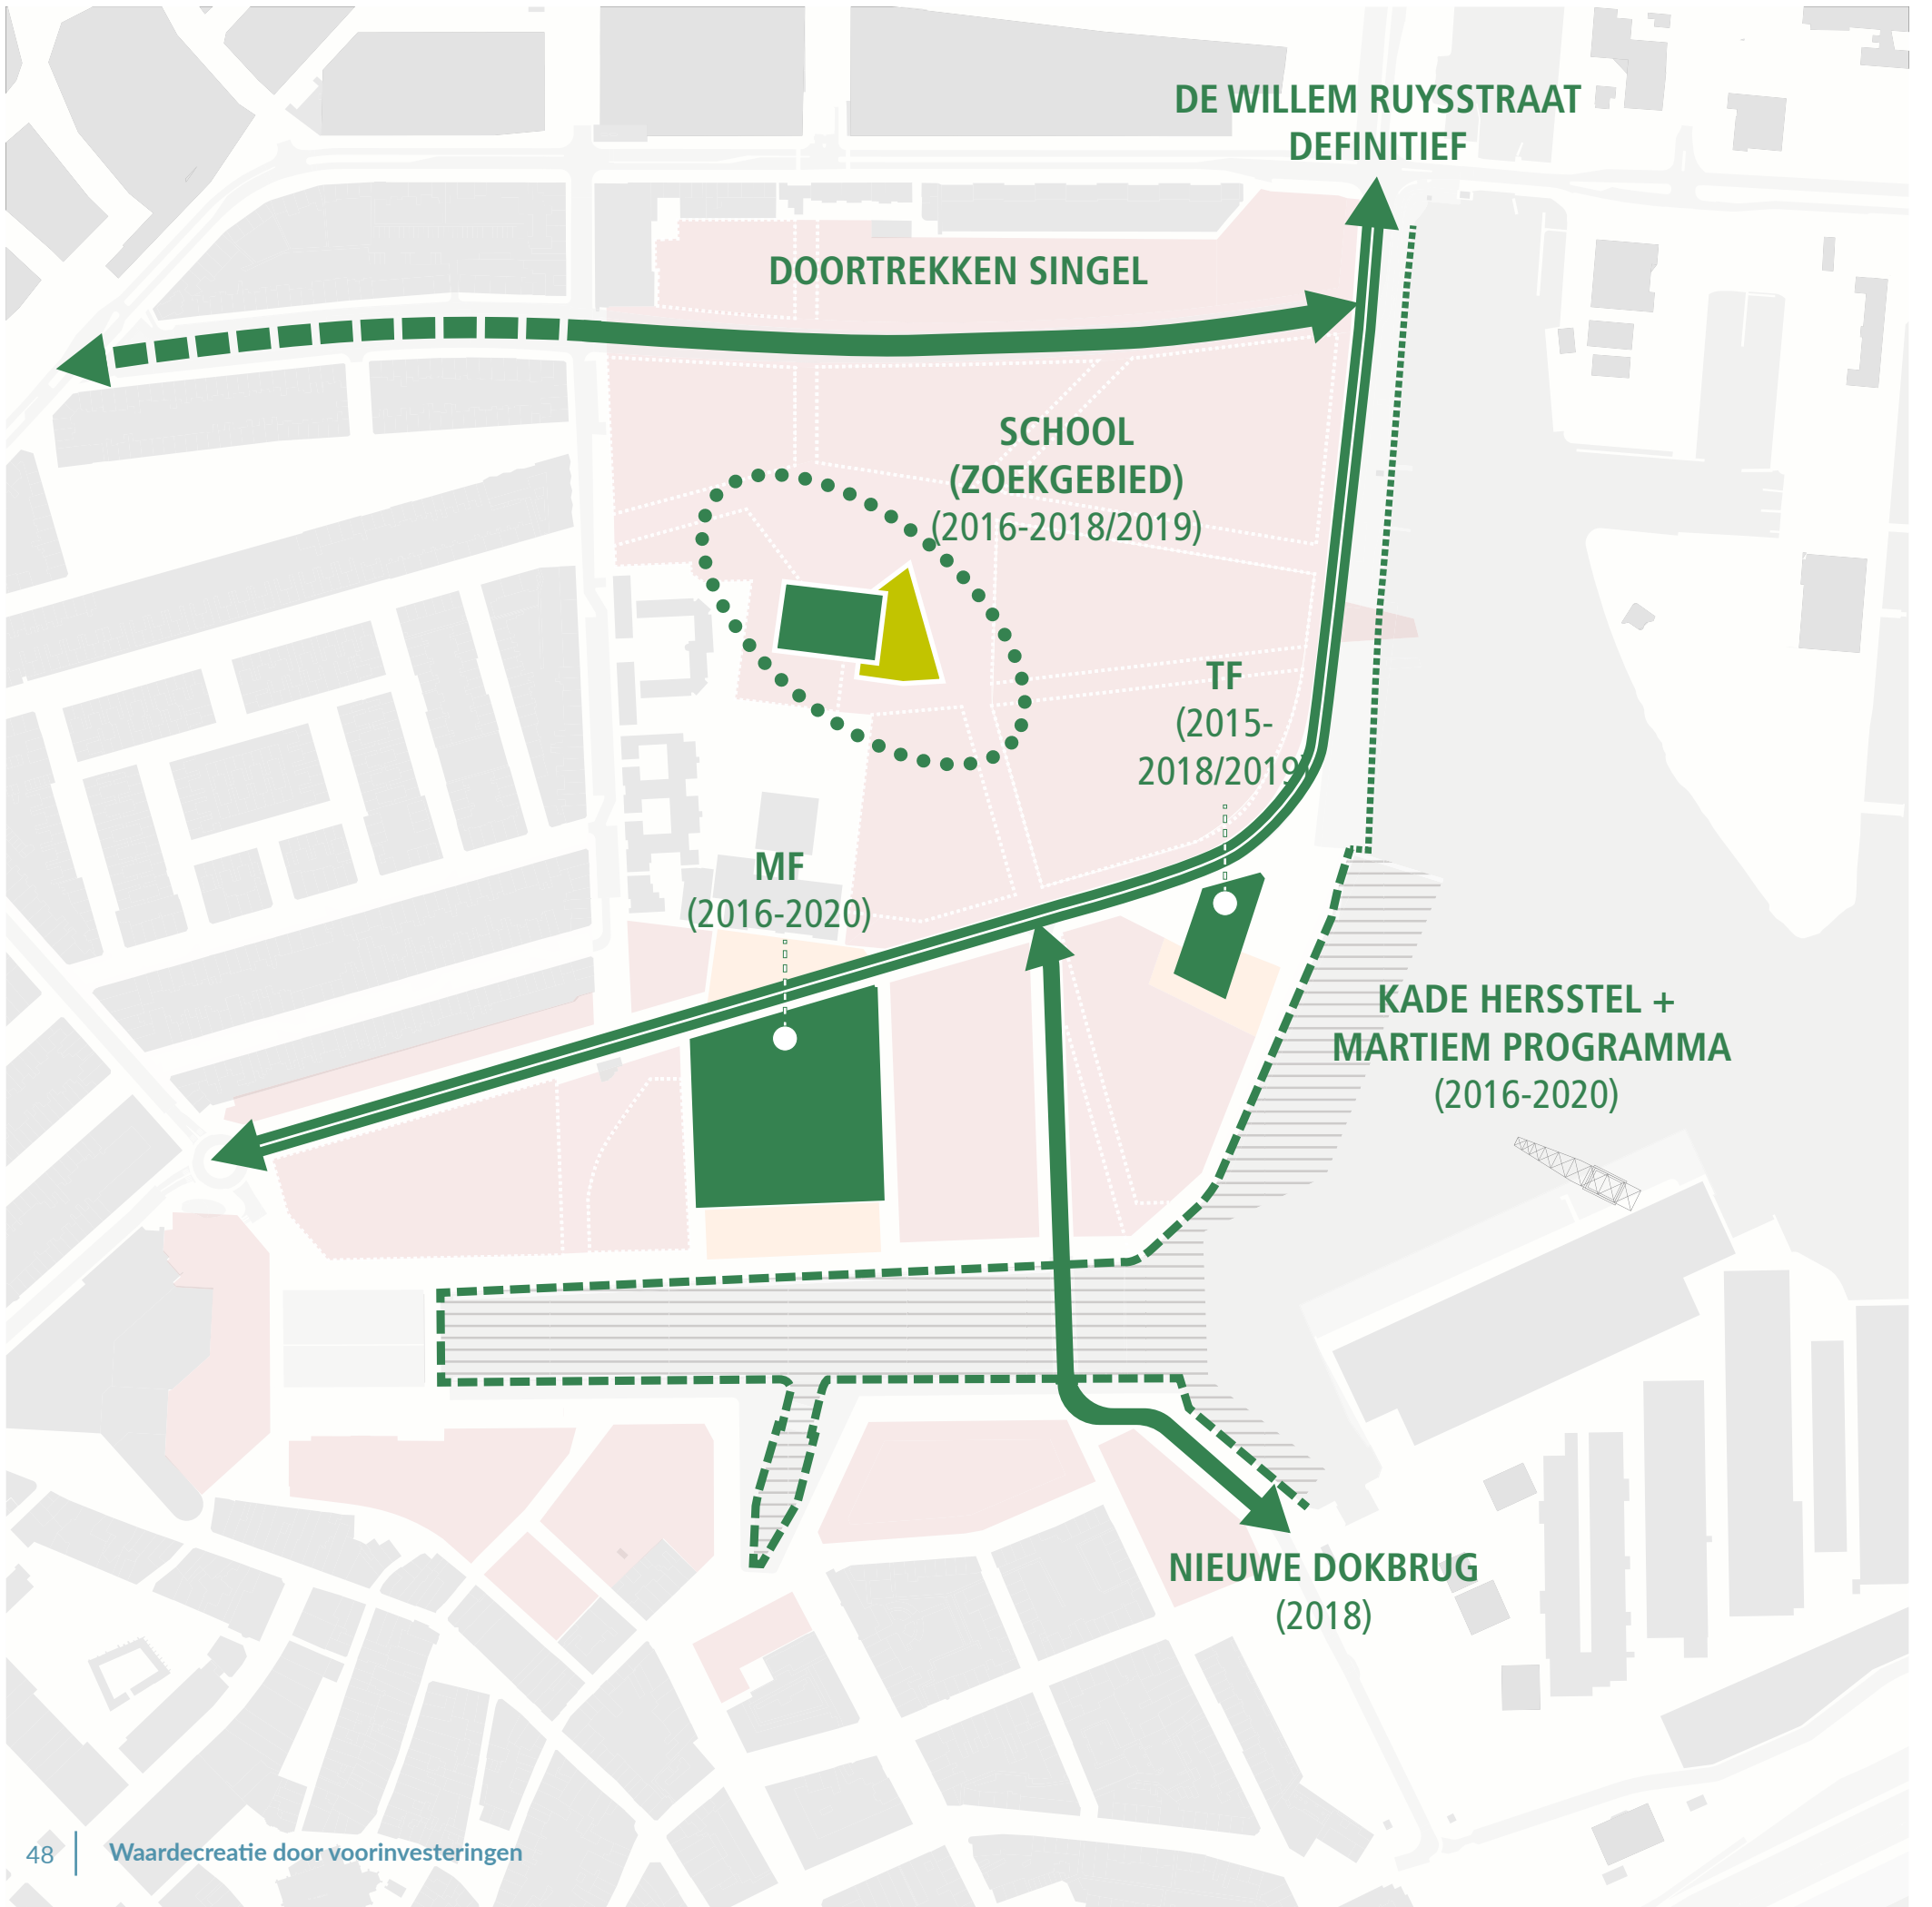 DE WILLEM RUYSSTRAAT
DEFINITIEF
DOORTREKKEN SINGEL
SCHOOL
(ZOEKGEBIED)
(2016-2018/2019)
TF
(2015-
2018/2019)
MF
(2016-2020)
KADE HERSSTEL +
MARTIEM PROGRAMMA
(2016-2020)
NIEUWE DOKBRUG
(2018)
48
Waardecreatie door voorinvesteringen